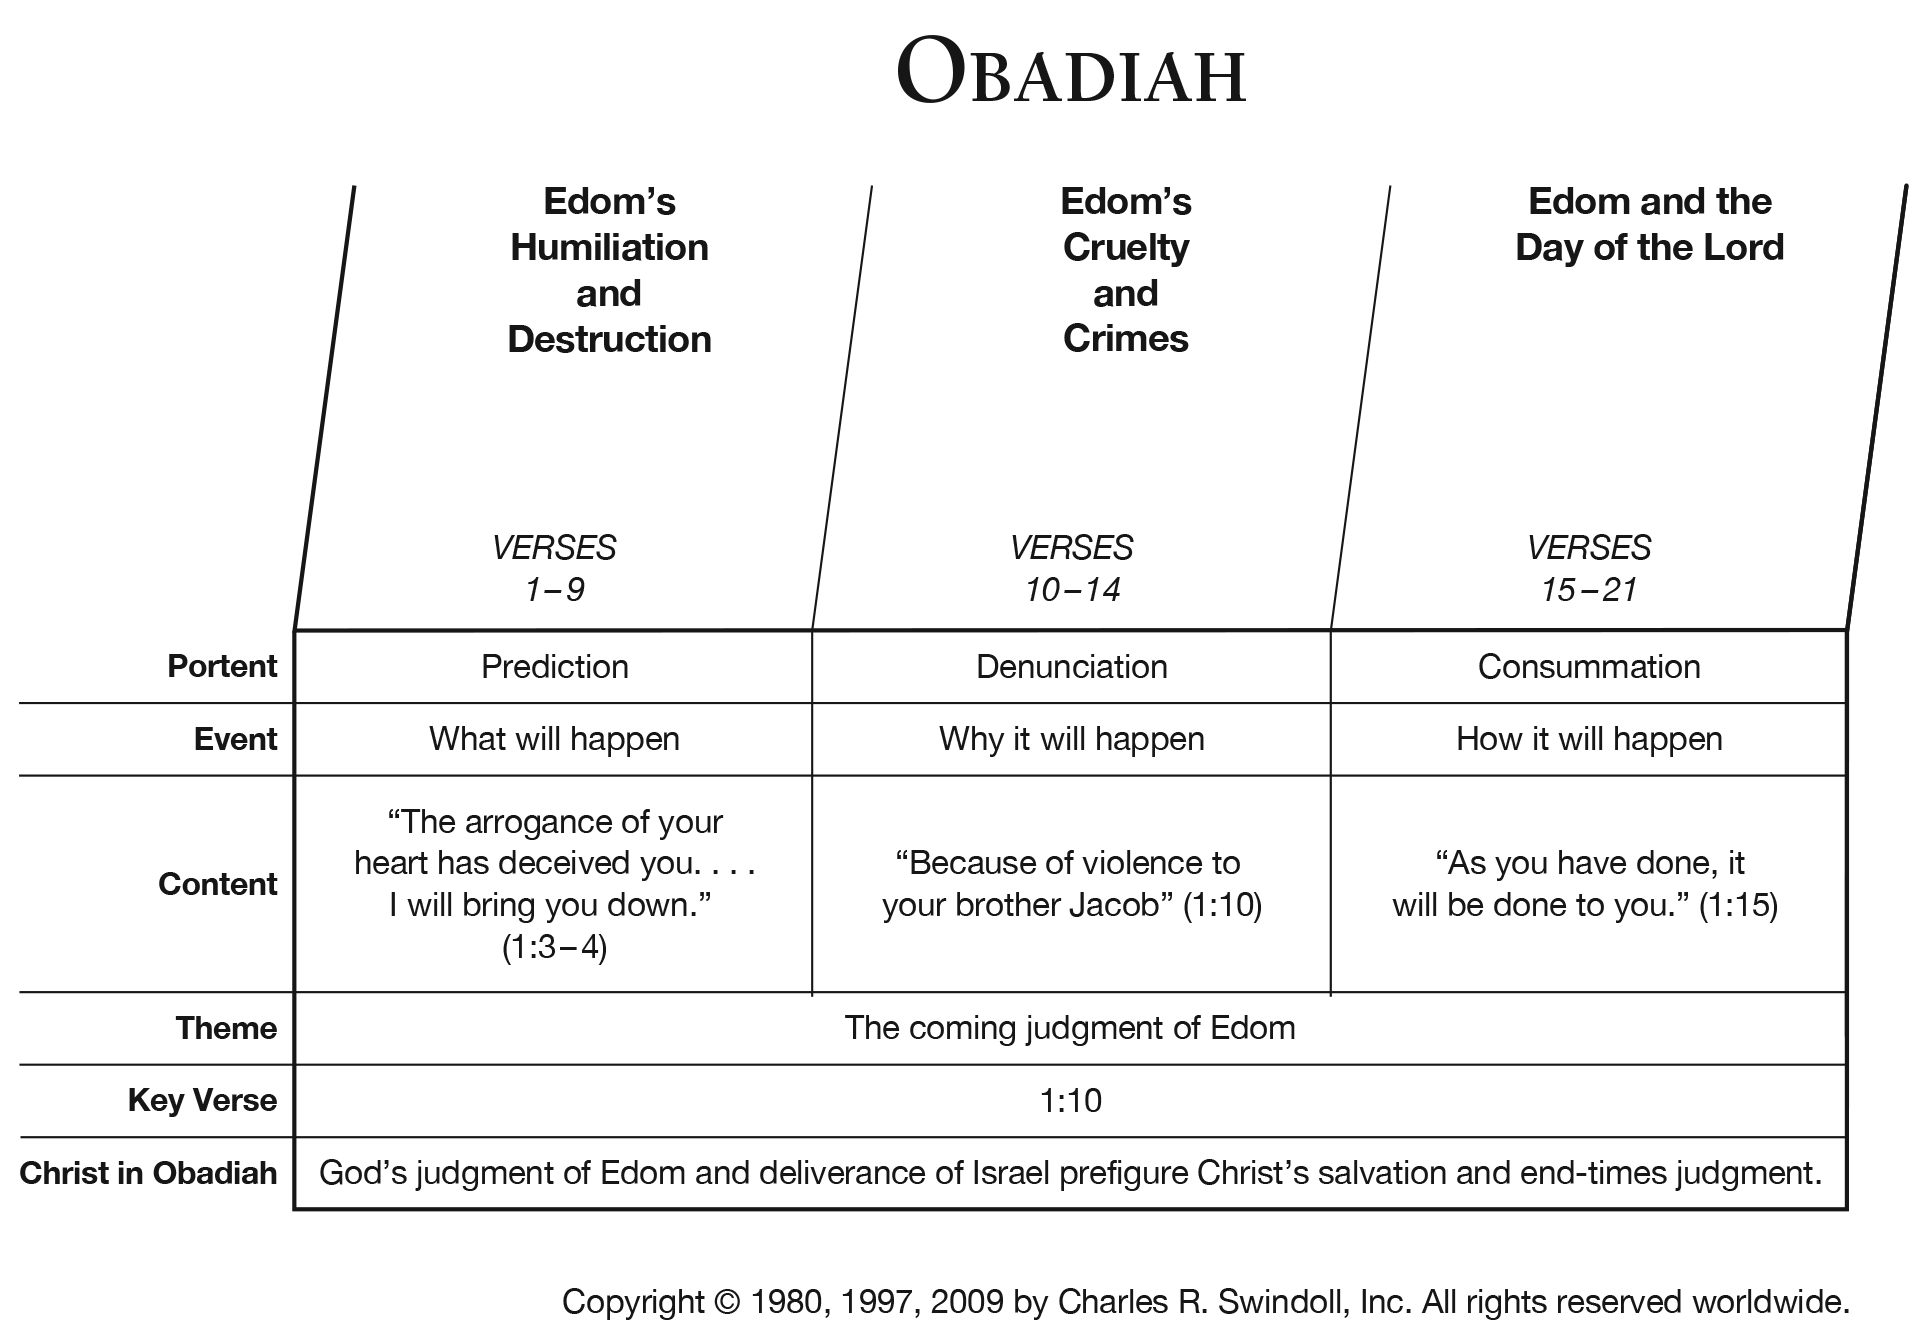 OBADIAH
Edom’s
Humiliation
and
Destruction
VERSES
1–9
Edom’s
Cruelty
and
Crimes
VERSES
10–14
Edom and the
Day of the Lord
VERSES
15–21
Portent
Prediction
Denunciation
Consummation
Event
What will happen
Why it will happen
How it will happen
Content
“The arrogance of your
heart has deceived you. . . .
I will bring you down.”
(1:3–4)
“Because of violence to
your brother Jacob” (1:10)
“As you have done, it
will be done to you.” (1:15)
Theme
The coming judgment of Edom
Key Verse
1:10
Christ in Obadiah
God’s judgment of Edom and deliverance of Israel prefigure Christ’s salvation and end-times judgment.
Copyright © 1980, 1997, 2009 by Charles R. Swindoll, Inc. All rights reserved worldwide.